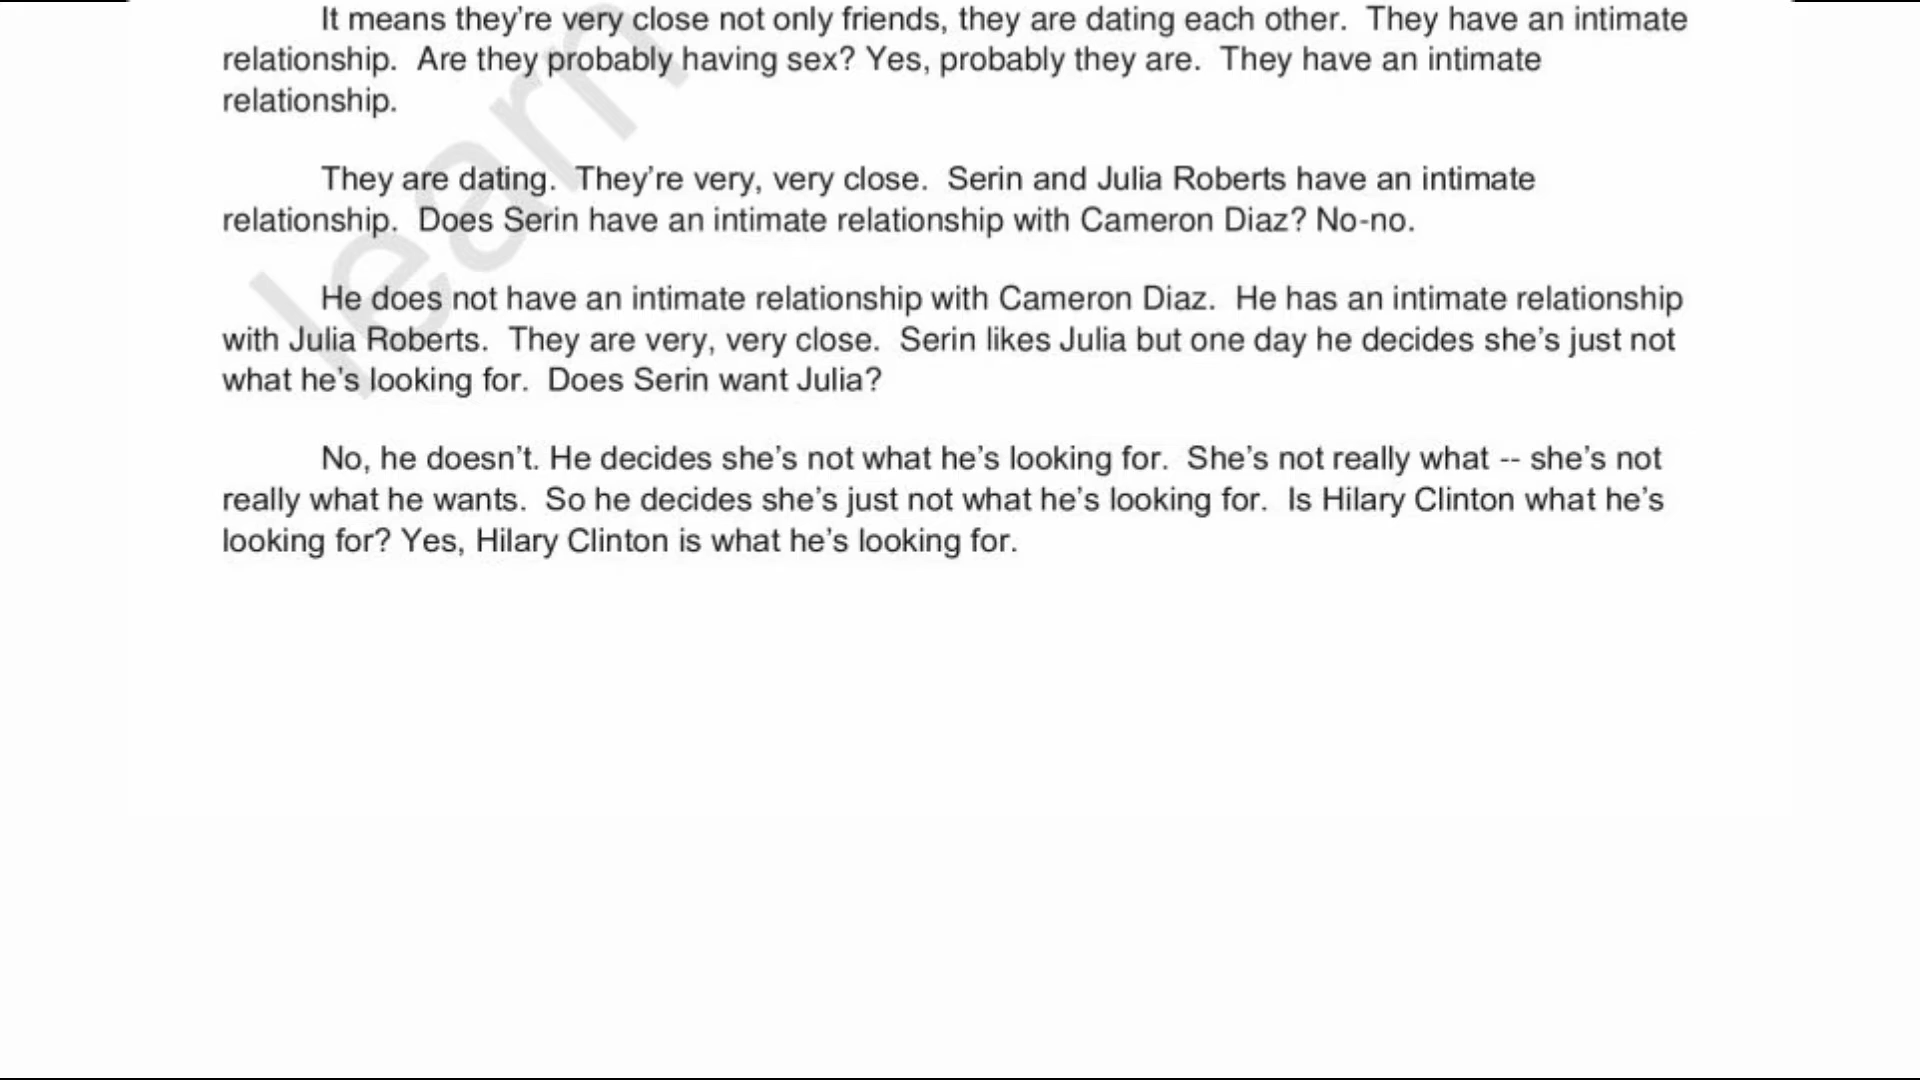 It means they're very close not only friends, they are dating each other.  They have an intimate
relationship.  Are they probably having sex? Yes, probably they are.  They have an intimate
relationship.
They are dating.  They're very, very close.  Serin and Julia Roberts have an intimate
relationship.  Does Serin have an intimate relationship with Cameron Diaz? No-no.
He does not have an intimate relationship with Cameron Diaz.  He has an intimate relationship
with Julia Roberts.  They are very, very close.  Serin likes Julia but one day he decides she's just not
what he's looking for.  Does Serin want Julia?
No, he doesn't. He decides she's not what he's looking for.  She's not really what -- she's not
really what he wants.  So he decides she's just not what he's looking for.  Is Hilary Clinton what he's
looking for? Yes, Hilary Clinton is what he's looking for.
learn